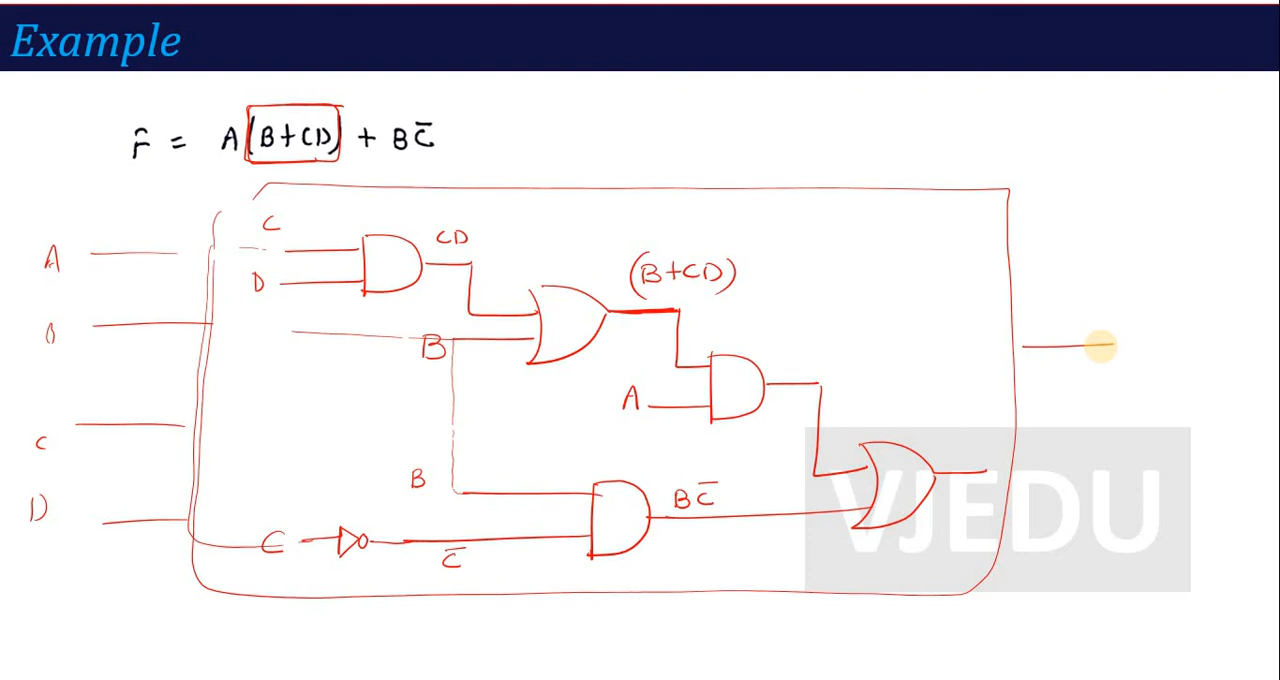 Example
F = A(B+CD) + BC̅
C
CD
A
D
(B+CD)
B
B
A
C
B
BC̅
D
C
C̅
VJEDU